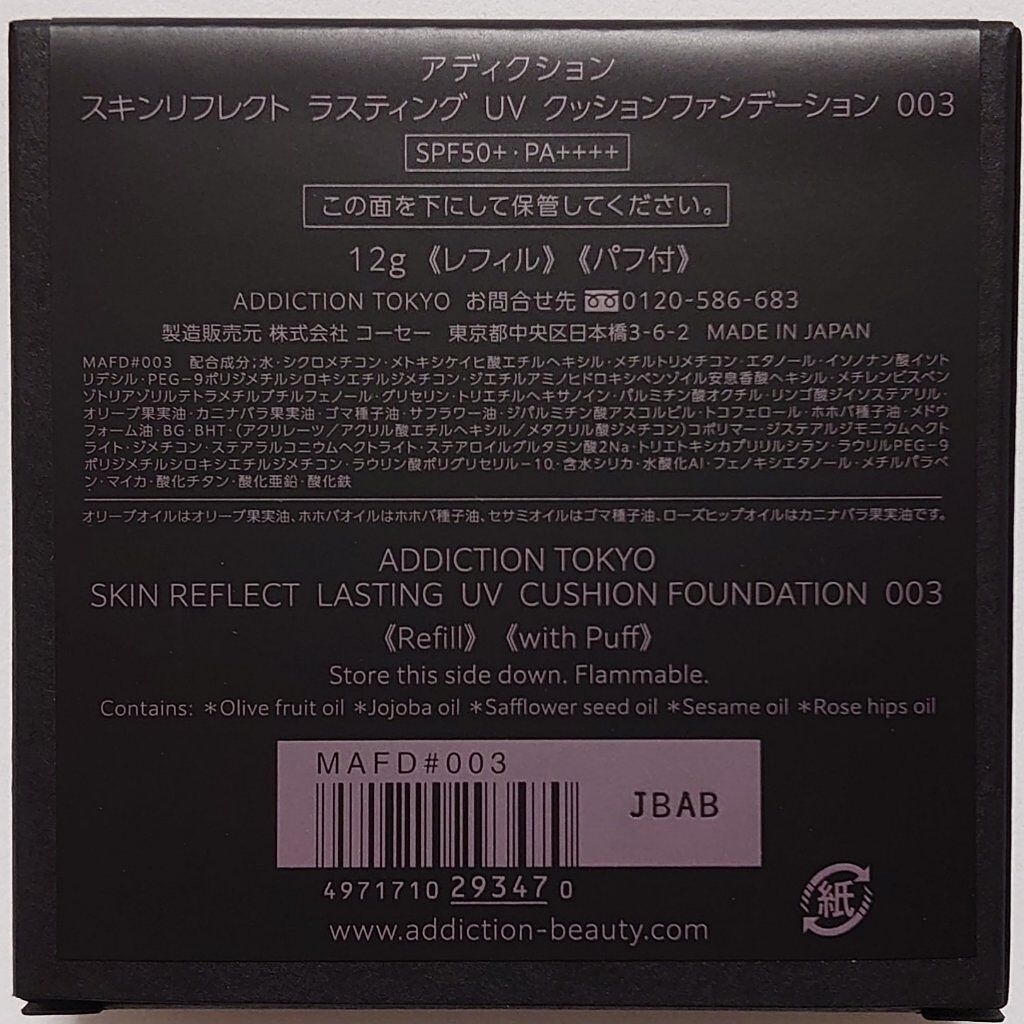 アディクション
スキンリフレクト ラスティング UV クッションファンデーション 003
SPF50+・PA++++
この面を下にして保管してください。
12g 《レフィル》 《パフ付》
ADDICTION TOKYO お問合せ先 0120-586-683
製造販売元 株式会社 コーセー 東京都中央区日本橋3-6-2 MADE IN JAPAN
MAFD#003 配合成分；水・シクロメチコン・メトキシケイヒ酸エチルヘキシル・メチルトリメチコン・エタノール・イソノナン酸イソト
リデシル・PEG-9ポリジメチルシロキシエチルジメチコン・ジエチルアミノヒドロキシベンゾイル安息香酸ヘキシル・メチレンビスベン
ゾトリアゾリルテトラメチルブチルフェノール・グリセリン・トリエチルヘキサノイン・パルミチン酸オクチル・リンゴ酸ジイソステアリル・
オリーブ果実油・カニナバラ果実油・ゴマ種子油・サフラワー油・ジパルミチン酸アスコルビル・トコフェロール・ホホバ種子油・メドウ
フォーム油・BG・BHT・（アクリレーツ／アクリル酸エチルヘキシル／メタクリル酸ジメチコン）コポリマー・ジステアルジモニウムヘクト
ライト・ジメチコン・ステアラルコニウムヘクトライト・ステアロイルグルタミン酸2Na・トリエトキシカプリリルシラン・ラウリルPEG-9
ポリジメチルシロキシエチルジメチコン・ラウリン酸ポリグリセリル-10・含水シリカ・水酸化Al・フェノキシエタノール・メチルパラベ
ン・マイカ・酸化チタン・酸化亜鉛・酸化鉄
オリーブオイルはオリーブ果実油、ホホバオイルはホホバ種子油、セサミオイルはゴマ種子油、ローズヒップオイルはカニナバラ果実油です。
ADDICTION TOKYO
SKIN REFLECT LASTING UV CUSHION FOUNDATION 003
《Refill》 《with Puff》
Store this side down. Flammable.
Contains: *Olive fruit oil *Jojoba oil *Safflower seed oil *Sesame oil *Rose hips oil
MAFD#003
JBAB
4971710 29347 0
紙
www.addiction-beauty.com